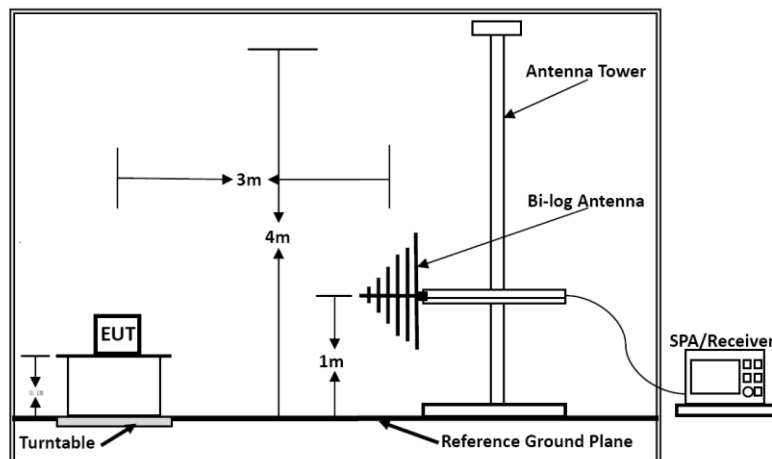 Antenna Tower
3m
Bi-log Antenna
4m
EUT
1m
SPA/Receiver
Turntable
Reference Ground Plane